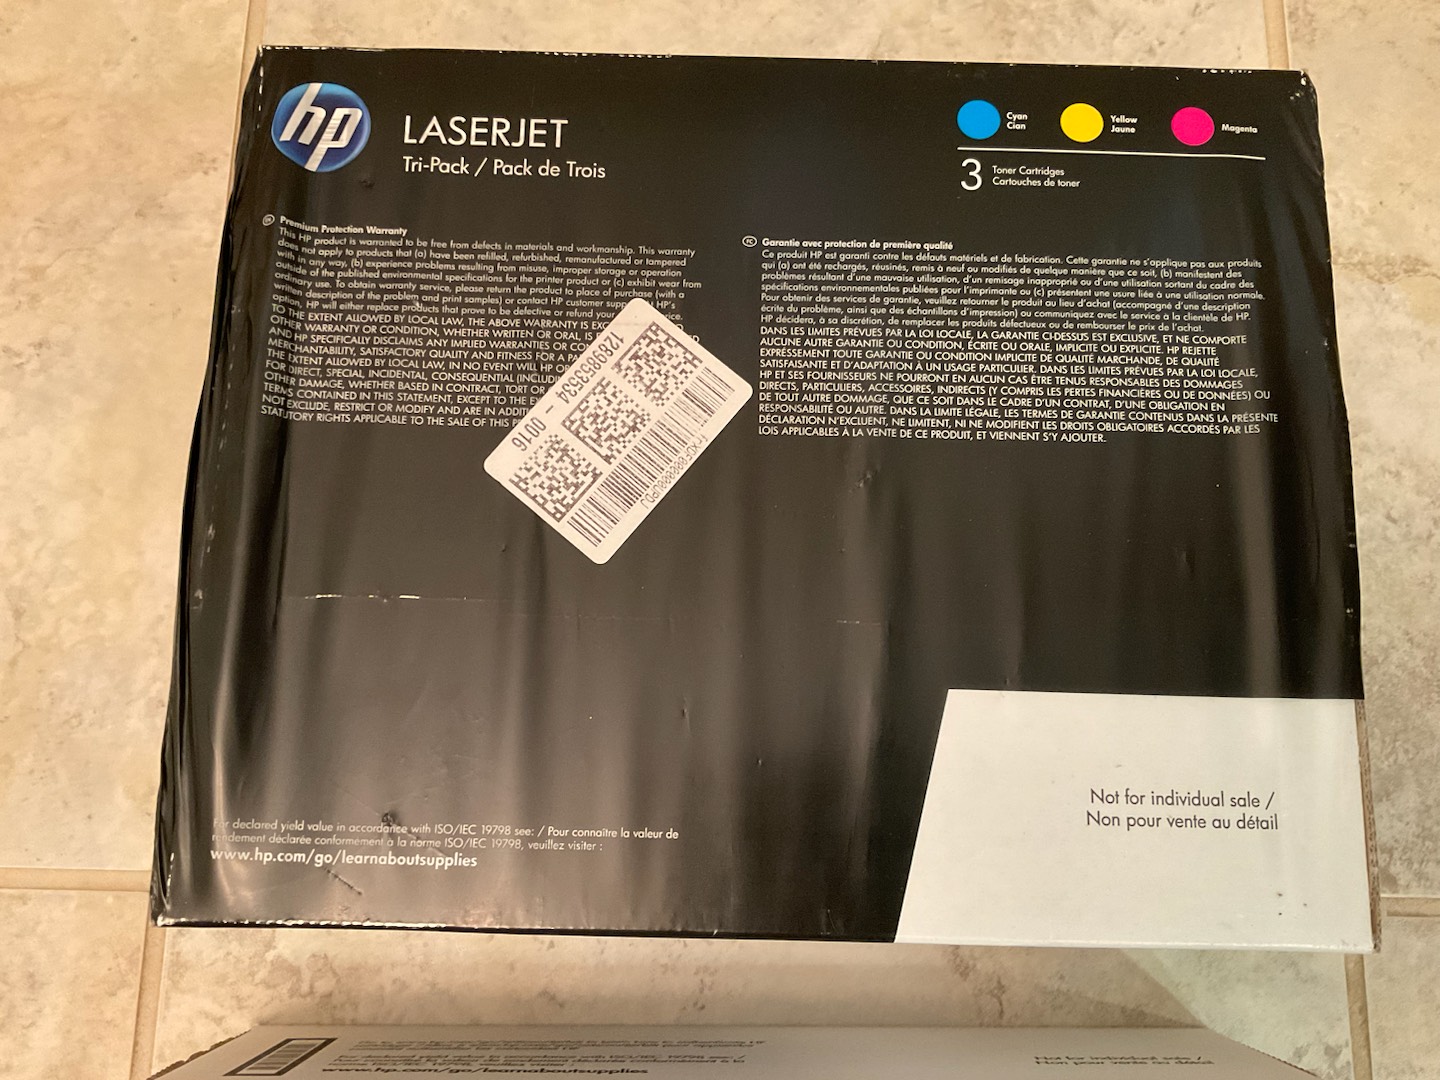 hp
LASERJET
Tri-Pack / Pack de Trois
Cyan
Cian
Yellow
Jaune
Magenta
3 Toner Cartridges
Cartouches de toner
Premium Protection Warranty
This HP product is warranted to be free from defects in materials and workmanship. This warranty
does not apply to products that (a) have been refilled, refurbished, remanufactured or tampered
with in any way, (b) experience problems resulting from misuse, improper storage or operation
outside of the published environmental specifications for the printer product or (c) exhibit wear from
ordinary use. To obtain warranty service, please return the product to place of purchase (with a
written description of the problem and print samples) or contact HP customer HP's
option, HP will either replace products that prove to be defective or refund your
TO THE EXTENT ALLOWED BY LOCAL LAW, THE ABOVE WARRANTY IS
OTHER WARRANTY OR CONDITION, WHETHER WRITTEN OR ORAL, IS
AND HP SPECIFICALLY DISCLAIMS ANY IMPLIED WARRANTIES OR
MERCHANTABILITY, SATISFACTORY QUALITY AND FITNESS FOR A
THE EXTENT ALLOWED BY LOCAL LAW, IN NO EVENT WILL HP OR
FOR DIRECT, SPECIAL, INCIDENTAL, CONSEQUENTIAL
OTHER DAMAGE, WHETHER BASED IN CONTRACT, TORT OR
TERMS CONTAINED IN THIS STATEMENT, EXCEPT TO THE
NOT EXCLUDE, RESTRICT OR MODIFY AND ARE IN
STATUTORY RIGHTS APPLICABLE TO THE SALE OF THIS
FC Garantie avec protection de première qualité
Ce produit HP est garanti contre les défauts matériels et de fabrication. Cette garantie ne s'applique pas aux produits
qui (a) ont été rechargés, réusinés, remis à neuf ou modifiés de quelque manière que ce soit, (b) manifestent des
problèmes résultant d'une mauvaise utilisation, d'un remisage inapproprié ou d'une utilisation sortant du cadre des
spécifications environnementales publiées pour l'imprimante ou (c) présentent une usure liée à une utilisation normale.
Pour obtenir des services de garantie, veuillez retourner le produit au lieu d'achat (accompagné d'une description
écrite du problème, ainsi que des échantillons d'impression) ou communiquez avec le service à la clientèle de HP.
HP décidera, à sa discrétion, de remplacer les produits défectueux ou de rembourser le prix de l'achat.
DANS LES LIMITES PRÉVUES PAR LA LOI LOCALE, LA GARANTIE CI-DESSUS EST EXCLUSIVE, ET NE COMPORTE
AUCUNE AUTRE GARANTIE OU CONDITION, ÉCRITE OU ORALE, IMPLICITE OU EXPLICITE. HP REJETTE
EXPRESSÉMENT TOUTE GARANTIE OU CONDITION IMPLICITE DE QUALITÉ MARCHANDE, DE QUALITÉ
SATISFAISANTE ET D'ADAPTATION À UN USAGE PARTICULIER. DANS LES LIMITES PRÉVUES PAR LA LOI LOCALE,
HP ET SES FOURNISSEURS NE POURRONT EN AUCUN CAS ÊTRE TENUS RESPONSABLES DES DOMMAGES
DIRECTS, PARTICULIERS, ACCESSOIRES, INDIRECTS (Y COMPRIS LES PERTES FINANCIÈRES OU DE DONNÉES) OU
DE TOUT AUTRE DOMMAGE, QUE CE SOIT DANS LE CADRE D'UN CONTRAT, D'UNE OBLIGATION EN
RESPONSABILITÉ OU AUTRE. DANS LA LIMITE LÉGALE, LES TERMES DE GARANTIE CONTENUS DANS LA PRÉSENTE
DÉCLARATION N'EXCLUENT, NE LIMITENT, NI NE MODIFIENT LES DROITS OBLIGATOIRES ACCORDÉS PAR LES
LOIS APPLICABLES À LA VENTE DE CE PRODUIT, ET VIENNENT S'Y AJOUTER.
- 0016
Not for individual sale /
Non pour vente au détail
For declared yield value in accordance with ISO/IEC 19798 see: / Pour connaître la valeur de
rendement déclarée conformément à la norme ISO/IEC 19798, veuillez visiter :
www.hp.com/go/learnaboutsupplies
www.hp.com/go/learnaboutsupplies